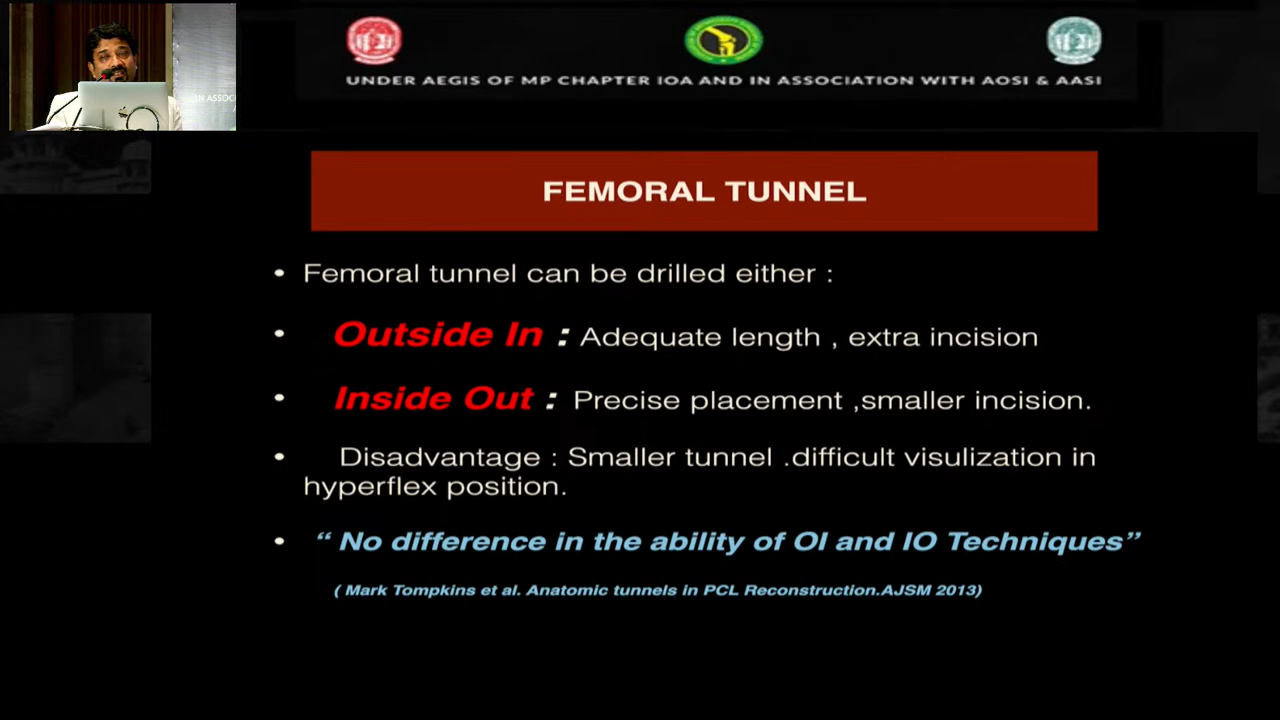 IN ASSOC
UNDER AEGIS OF MP CHAPTER IOA AND IN ASSOCIATION WITH AOSI & AASI
FEMORAL TUNNEL
• Femoral tunnel can be drilled either :
• Outside In : Adequate length , extra incision
• Inside Out : Precise placement ,smaller incision.
• Disadvantage : Smaller tunnel .difficult visulization in
hyperflex position.
• “ No difference in the ability of OI and IO Techniques”
( Mark Tompkins et al. Anatomic tunnels in PCL Reconstruction.AJSM 2013)